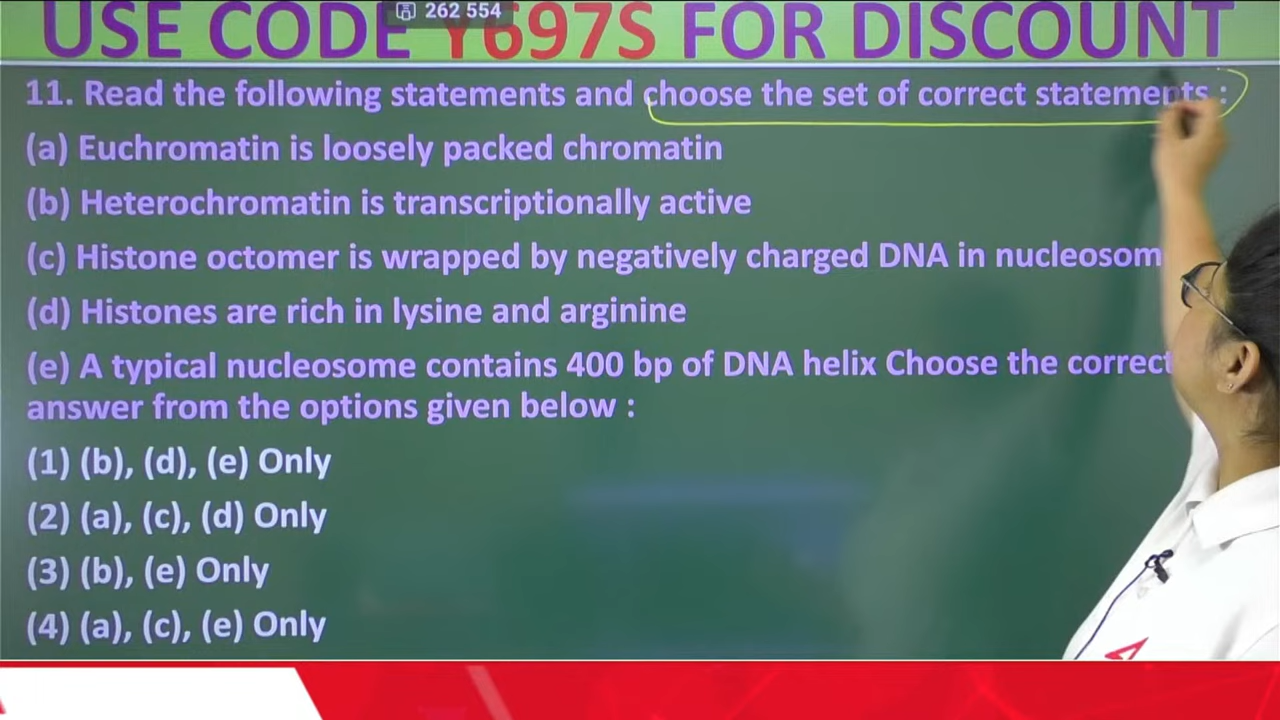 USE CODE Y697S FOR DISCOUNT
262 554
11. Read the following statements and choose the set of correct statements :
(a) Euchromatin is loosely packed chromatin
(b) Heterochromatin is transcriptionally active
(c) Histone octomer is wrapped by negatively charged DNA in nucleosom
(d) Histones are rich in lysine and arginine
(e) A typical nucleosome contains 400 bp of DNA helix Choose the correct
answer from the options given below :
(1) (b), (d), (e) Only
(2) (a), (c), (d) Only
(3) (b), (e) Only
(4) (a), (c), (e) Only